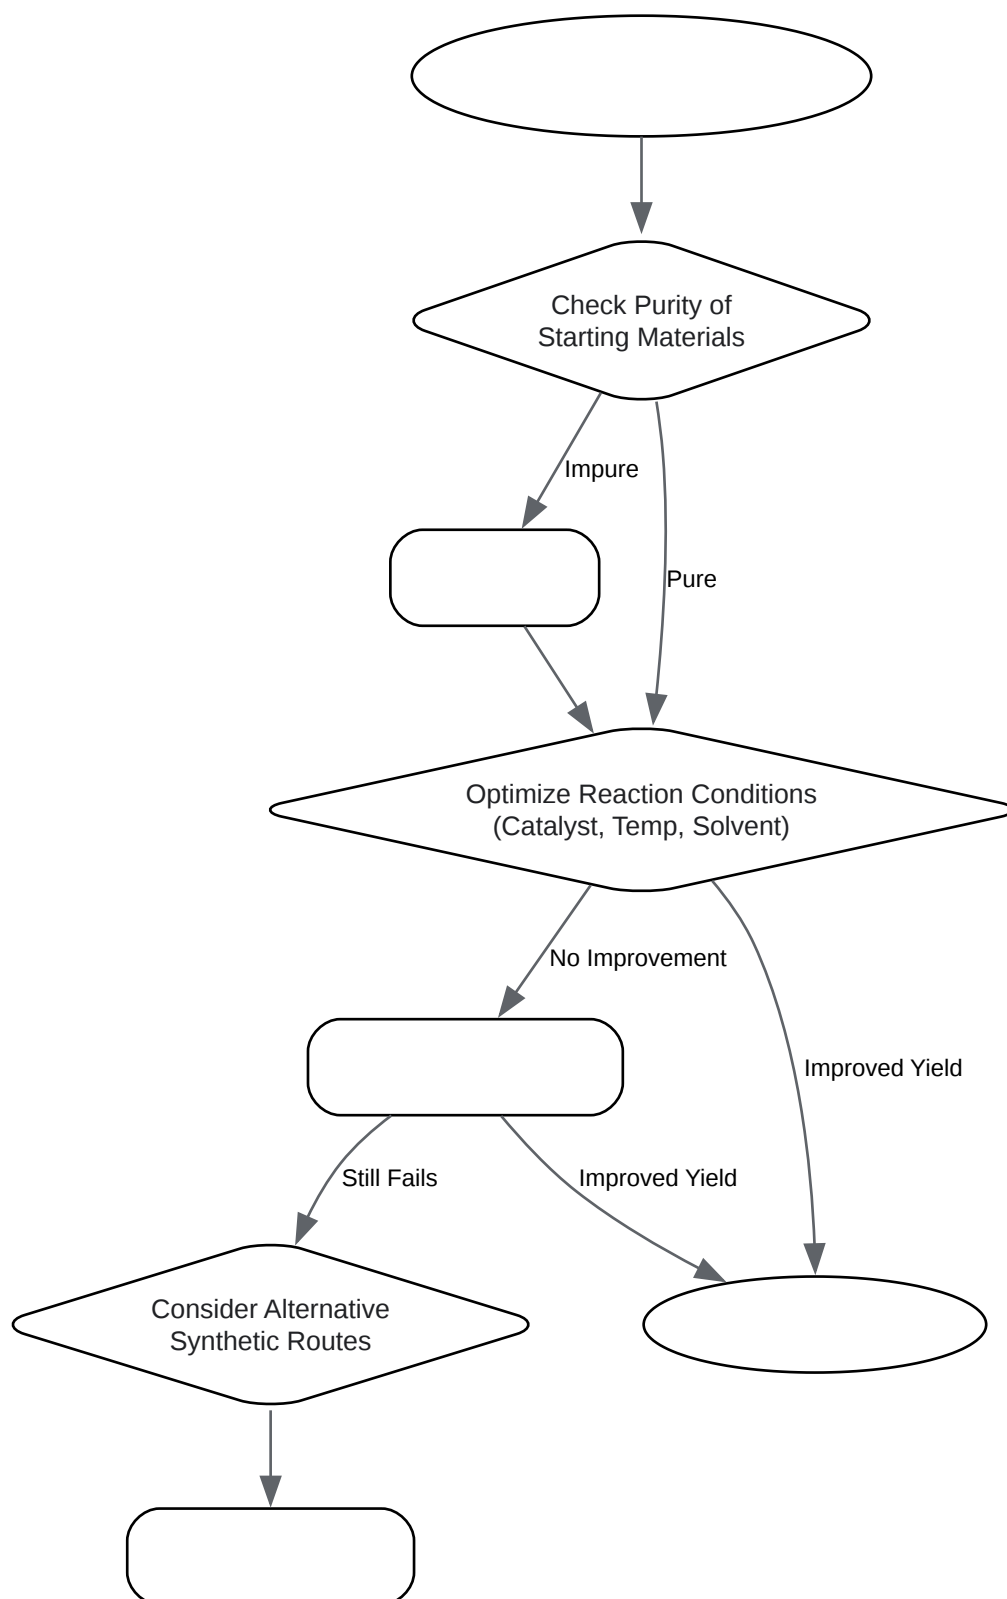 Check Purity of
Starting Materials
Impure
Pure
Optimize Reaction Conditions
(Catalyst, Temp, Solvent)
No Improvement
Improved Yield
Still Fails
Improved Yield
Consider Alternative
Synthetic Routes